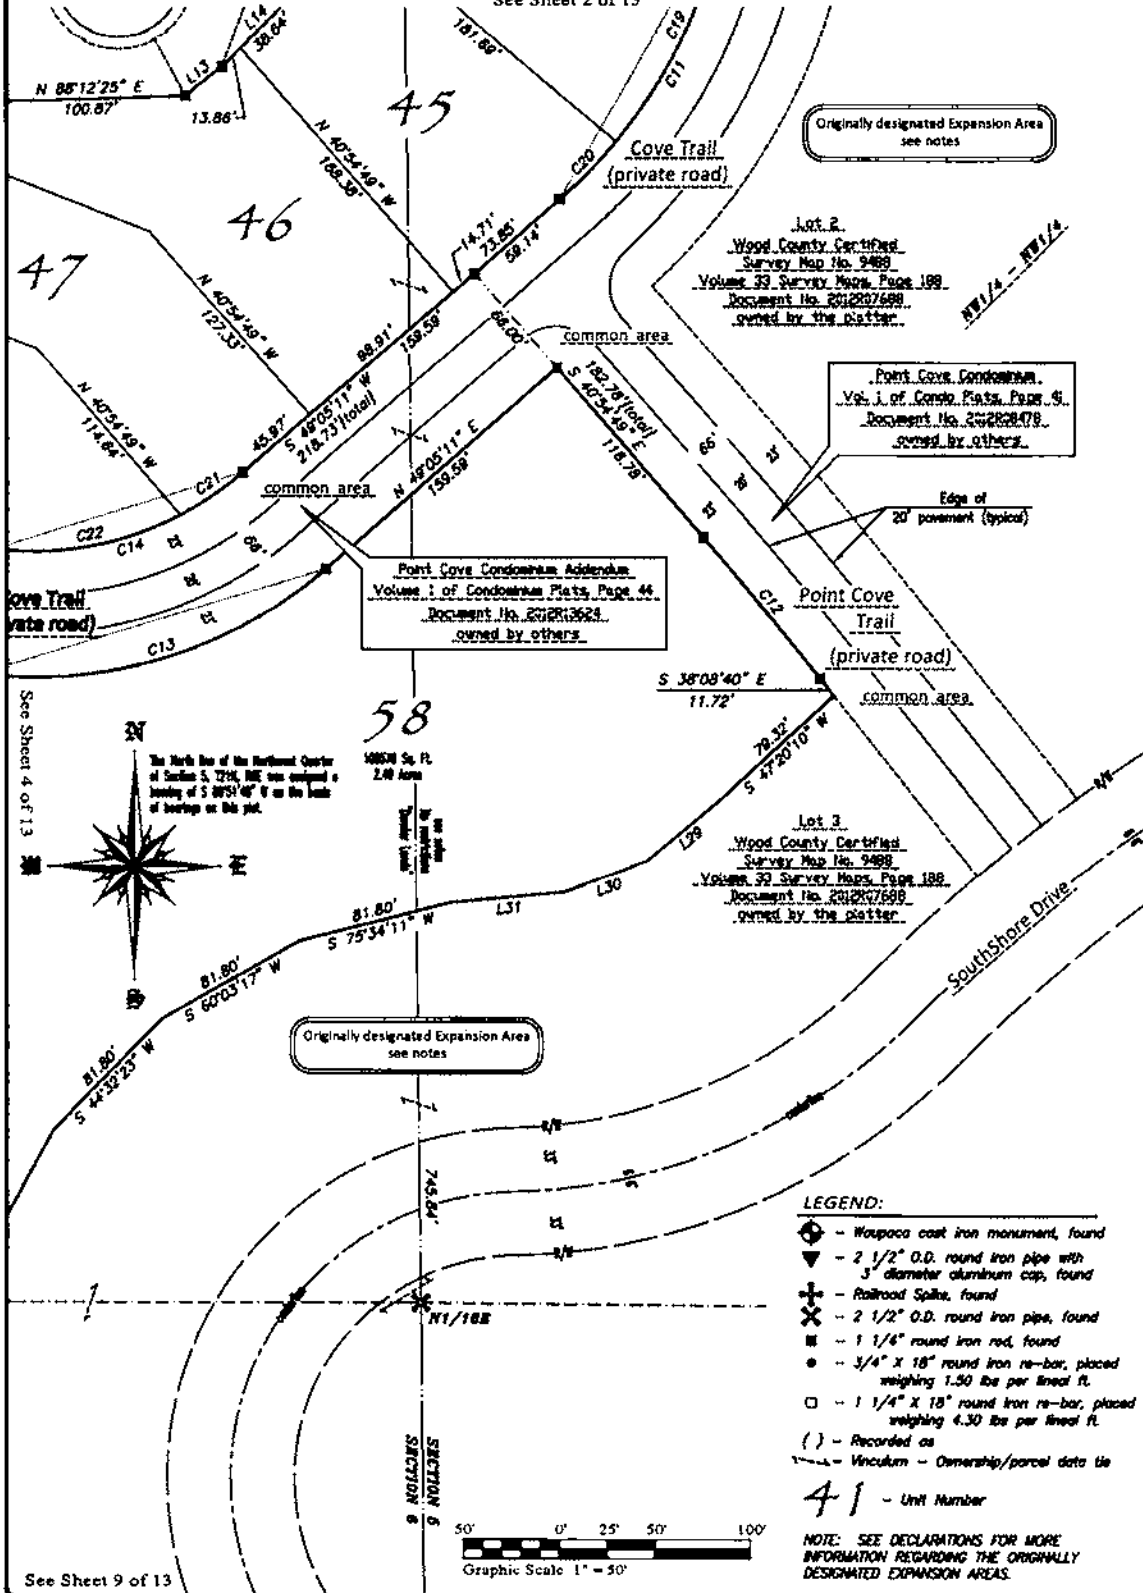 See Sheet 2 of 13
L14
38.64'
L13
N 88°12'25" E
100.87'
13.86'
181.69'
C19
C11
45
N 40°54'49" W
168.38'
C20
Cove Trail
(private road)
Originally designated Expansion Area
see notes
46
47
14.71'
73.85'
59.14'
Lot 2
Wood County Certified
Survey Map No. 9488
Volume 33 Survey Maps, Page 188
Document No. 2012R07688
owned by the platter
NW1/4 - NW1/4
N 40°54'49" W
127.33'
88.91'
159.59'
66.00'
common area
Point Cove Condominium
Vol. 1 of Condo Plats, Page 41
Document No. 2012R08478
owned by others
N 40°54'49" W
114.64'
45.97'
S 49°05'11" W
218.73'(total)
182.78'(total)
S 40°54'49" E
118.78'
N 49°05'11" E
159.59'
66'
C21
common area
Edge of
20' pavement (typical)
C22
C14
66'
Point Cove Condominium Addendum
Volume 1 of Condominium Plats, Page 44
Document No. 2012R13624
owned by others
ove Trail
vate road)
C13
C12
Point Cove
Trail
(private road)
common area
S 38°08'40" E
11.72'
See Sheet 4 of 13
58
2.40 Acres
The North line of the Northwest Quarter
79.32'
S 47°20'10" W
L29
L30
L31
Lot 3
Wood County Certified
Survey Map No. 9488
Volume 33 Survey Maps, Page 188
Document No. 2012R07688
owned by the platter
81.80'
S 75°34'11" W
81.80'
S 60°03'17" W
81.80'
S 44°32'23" W
SouthShore Drive
R/W
Originally designated Expansion Area
see notes
centerline
R/W
66'
745.84'
R/W
N1/16E
SECTION 5
SECTION 6
LEGEND:
- Waupaca cast iron monument, found
- 2 1/2" O.D. round iron pipe with
3" diameter aluminum cap, found
- Railroad Spike, found
- 2 1/2" O.D. round iron pipe, found
- 1 1/4" round iron rod, found
- 3/4" X 18" round iron re-bar, placed
weighing 1.50 lbs per lineal ft.
- 1 1/4" X 18" round iron re-bar, placed
weighing 4.30 lbs per lineal ft.
( ) - Recorded as
- Vinculum - Ownership/parcel data tie
41 - Unit Number
NOTE: SEE DECLARATIONS FOR MORE
INFORMATION REGARDING THE ORIGINALLY
DESIGNATED EXPANSION AREAS.
50' 0' 25' 50' 100'
Graphic Scale 1" = 50'
See Sheet 9 of 13